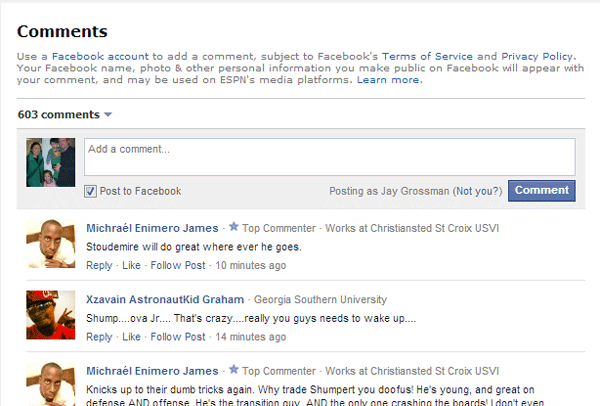 Comments
Use a Facebook account to add a comment, subject to Facebook's Terms of Service and Privacy Policy.
Your Facebook name, photo & other personal information you make public on Facebook will appear with
your comment, and may be used on ESPN's media platforms. Learn more.
603 comments
Add a comment...
Post to Facebook
Posting as Jay Grossman (Not you?) Comment
Michraél Enimero James · Top Commenter · Works at Christiansted St Croix USVI
Stoudemire will do great where ever he goes.
Reply · Like · Follow Post · 10 minutes ago
Xzavain AstronautKid Graham · Georgia Southern University
Shump....ova Jr.... That's crazy....really you guys needs to wake up....
Reply · Like · Follow Post · 14 minutes ago
Michraél Enimero James · Top Commenter · Works at Christiansted St Croix USVI
Knicks up to their dumb tricks again. Why trade Shumpert you doofus! He's young, and great on
defense AND offense. He's the transition guy, AND the only one crashing the boards! I don't even